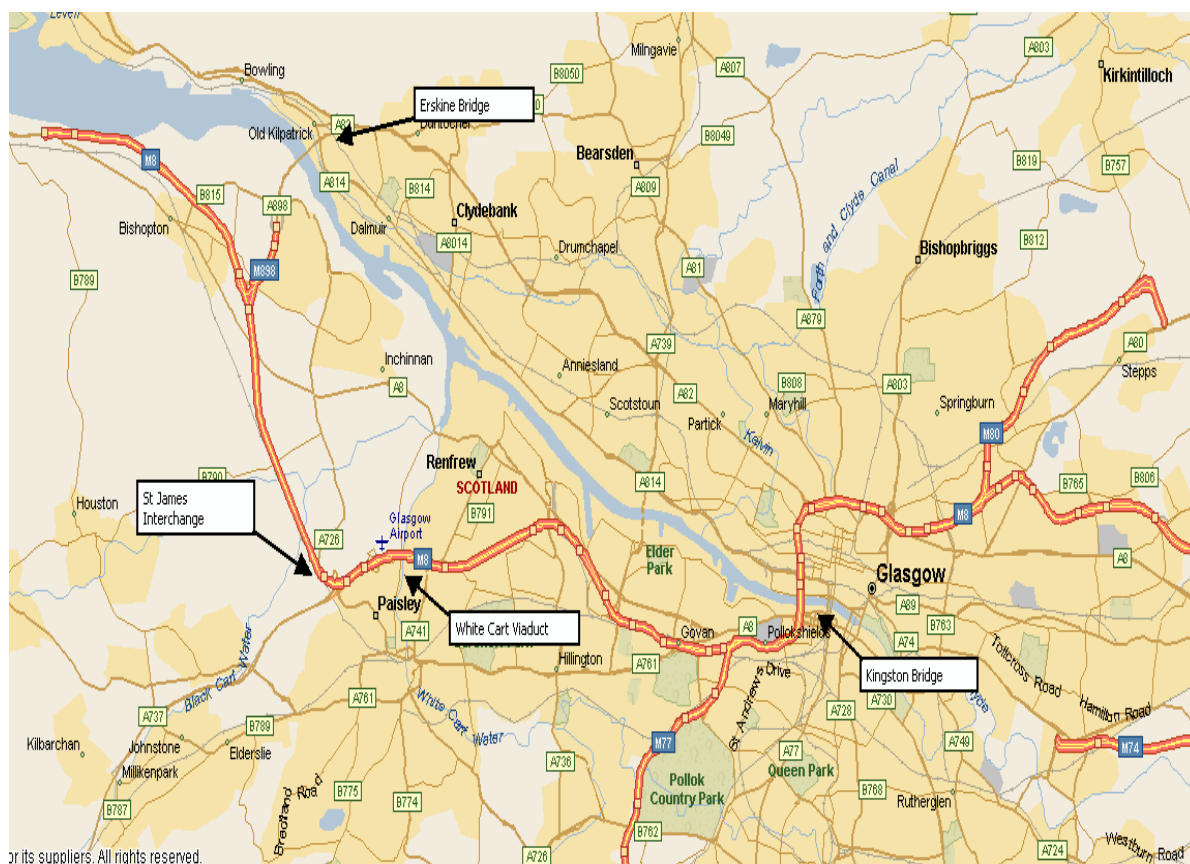 Leven
Milngavie
A807
A803
Kirkintilloch
Bowling
B8050
Erskine Bridge
Old Kilpatrick
A82
Duntocher
B8049
M8
Bearsden
B819
B757
B815
A814
B814
A809
A898
Bishopton
Dalmuir
Clydebank
A8014
Drumchapel
Forth and Clyde Canal
Bishopbriggs
B812
M898
B789
A81
A879
Inchinnan
A8
Anniesland
A739
B808
A803
A80
Stepps
A82
Scotstoun
Partick
Maryhill
Springburn
Kelvin
M80
Renfrew
SCOTLAND
B790
St James
Interchange
A814
B765
B806
Houston
B791
M8
Glasgow
Airport
A726
M8
Elder
Park
A8
Glasgow
Paisley
White Cart Viaduct
A741
Govan
A8
Pollokshields
A89
B763
A74
Tollcross Road
Hillington
A761
St Andrew's Drive
Kingston Bridge
Clyde
Black Cart Water
A761
White Cart Water
A728
A730
Hamilton Road
A737
B789
Kilbarchan
Johnstone
Elderslie
M77
A77
A749
M74
Millikenpark
A736
Pollok
Country Park
Queen Park
B787
Road
B775
B774
B768
Rutherglen
B762
A726
A724
Westburn Road
or its suppliers. All rights reserved.